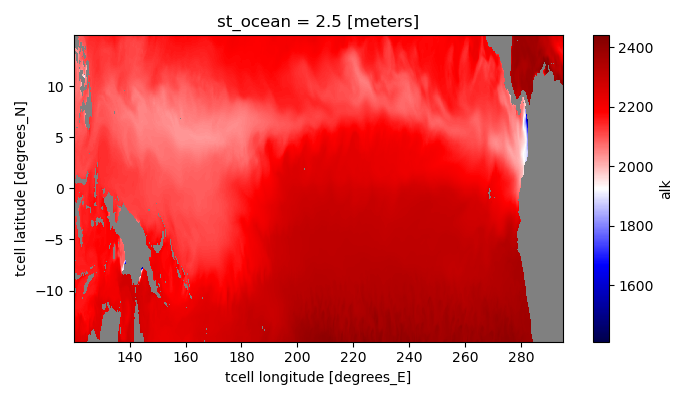 st_ocean = 2.5 [meters]
tcell latitude [degrees_N]
10
5
0
−5
−10
140 160 180 200 220 240 260 280
tcell longitude [degrees_E]
2400
2200
2000
1800
1600
alk